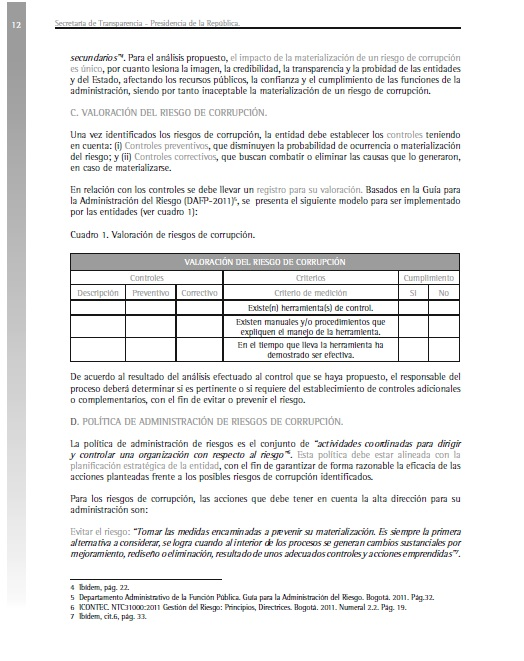 12
Secretaría de Transparencia - Presidencia de la República.
secundarios"⁴. Para el análisis propuesto, el impacto de la materialización de un riesgo de corrupción
es único, por cuanto lesiona la imagen, la credibilidad, la transparencia y la probidad de las entidades
y del Estado, afectando los recursos públicos, la confianza y el cumplimiento de las funciones de la
administración, siendo por tanto inaceptable la materialización de un riesgo de corrupción.
C. VALORACIÓN DEL RIESGO DE CORRUPCIÓN.
Una vez identificados los riesgos de corrupción, la entidad debe establecer los controles teniendo
en cuenta: (i) Controles preventivos, que disminuyen la probabilidad de ocurrencia o materialización
del riesgo; y (ii) Controles correctivos, que buscan combatir o eliminar las causas que lo generaron,
en caso de materializarse.
En relación con los controles se debe llevar un registro para su valoración. Basados en la Guía para
la Administración del Riesgo (DAFP-2011)⁵, se presenta el siguiente modelo para ser implementado
por las entidades (ver cuadro 1):
Cuadro 1. Valoración de riesgos de corrupción.
VALORACIÓN DEL RIESGO DE CORRUPCIÓN
Controles Criterios Cumplimiento
Descripción Preventivo Correctivo Criterio de medición Si No
Existe(n) herramienta(s) de control.
Existen manuales y/o procedimientos que
expliquen el manejo de la herramienta.
En el tiempo que lleva la herramienta ha
demostrado ser efectiva.
De acuerdo al resultado del análisis efectuado al control que se haya propuesto, el responsable del
proceso deberá determinar si es pertinente o si requiere del establecimiento de controles adicionales
o complementarios, con el fin de evitar o prevenir el riesgo.
D. POLÍTICA DE ADMINISTRACIÓN DE RIESGOS DE CORRUPCIÓN.
La política de administración de riesgos es el conjunto de "actividades coordinadas para dirigir
y controlar una organización con respecto al riesgo"⁶. Esta política debe estar alineada con la
planificación estratégica de la entidad, con el fin de garantizar de forma razonable la eficacia de las
acciones planteadas frente a los posibles riesgos de corrupción identificados.
Para los riesgos de corrupción, las acciones que debe tener en cuenta la alta dirección para su
administración son:
Evitar el riesgo: "Tomar las medidas encaminadas a prevenir su materialización. Es siempre la primera
alternativa a considerar, se logra cuando al interior de los procesos se generan cambios sustanciales por
mejoramiento, rediseño o eliminación, resultado de unos adecuados controles y acciones emprendidas"⁷.
4 Ibídem, pág. 22.
5 Departamento Administrativo de la Función Pública. Guía para la Administración del Riesgo. Bogotá. 2011. Pág.32.
6 ICONTEC. NTC31000:2011 Gestión del Riesgo: Principios, Directrices. Bogotá. 2011. Numeral 2.2. Pág. 19.
7 Ibídem, cit.6, pág. 33.